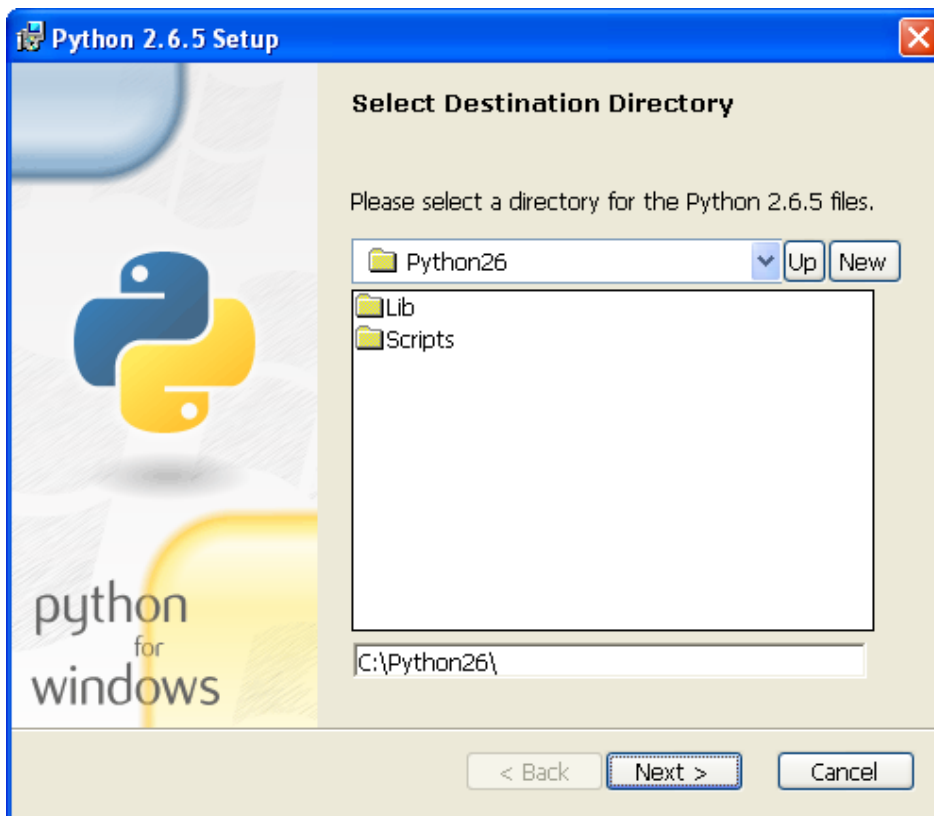 Python 2.6.5 Setup
Select Destination Directory
Please select a directory for the Python 2.6.5 files.
Python26
Up
New
Lib
Scripts
C:\Python26\
python
for
windows
< Back
Next >
Cancel